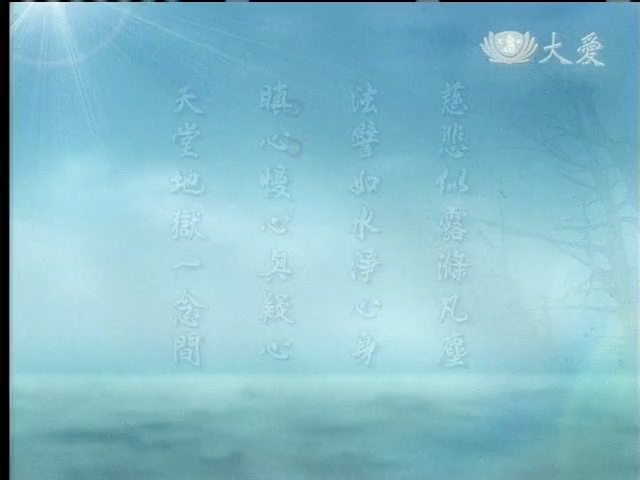 大愛
慈悲似露滌凡塵
法譬如水淨心身
瞋心慢心與疑心
天堂地獄一念間